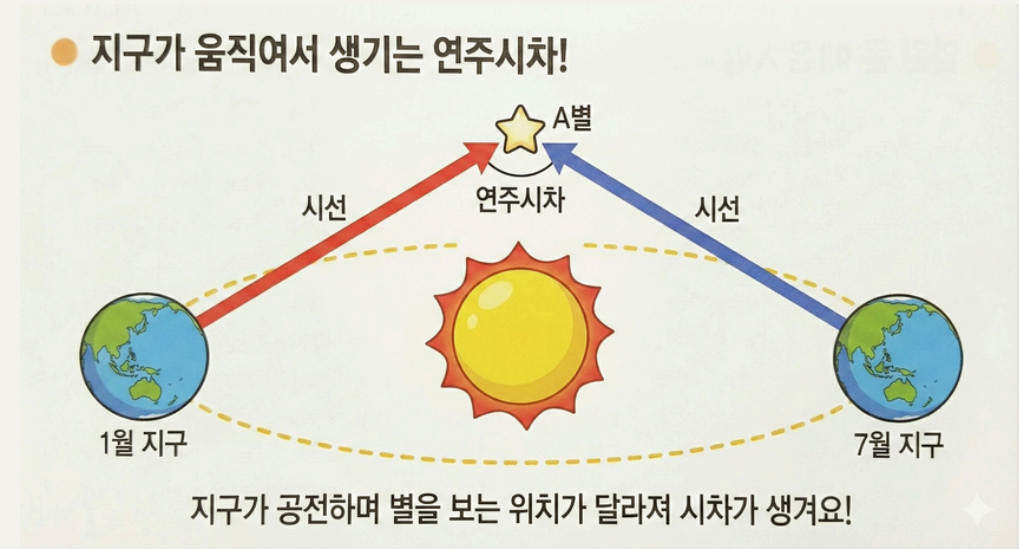 지구가 움직여서 생기는 연주시차!
A별
연주시차
시선
시선
1월 지구
7월 지구
지구가 공전하며 별을 보는 위치가 달라져 시차가 생겨요!